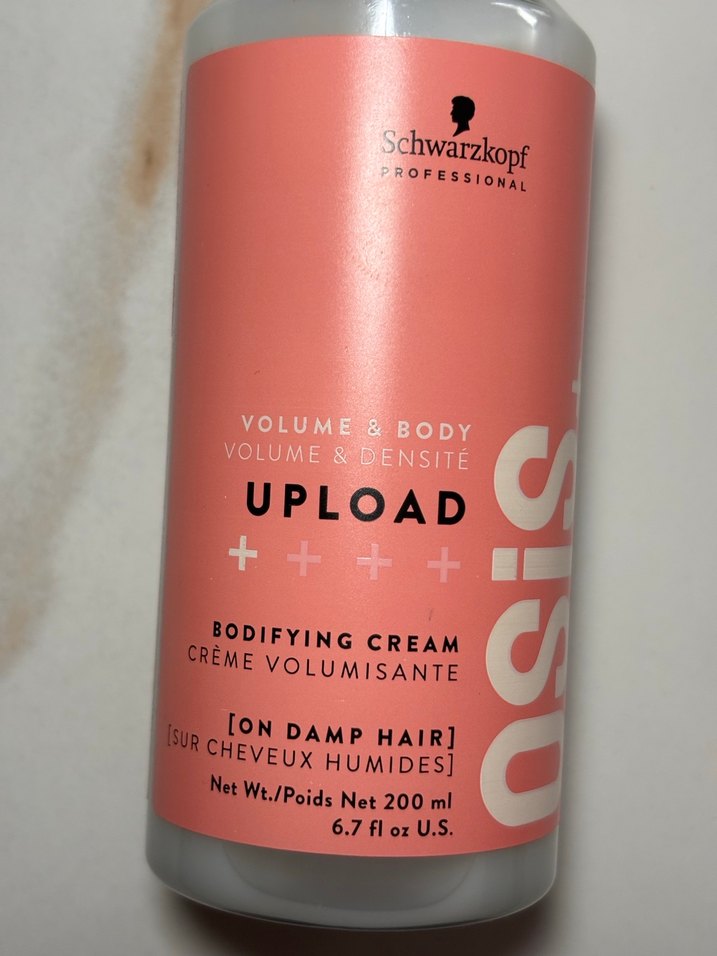 Schwarzkopf
PROFESSIONAL
VOLUME & BODY
VOLUME & DENSITÉ
UPLOAD
+ + + +
BODIFYING CREAM
CRÈME VOLUMISANTE
[ON DAMP HAIR]
[SUR CHEVEUX HUMIDES]
Net Wt./Poids Net 200 ml
6.7 fl oz U.S.
OSiS+